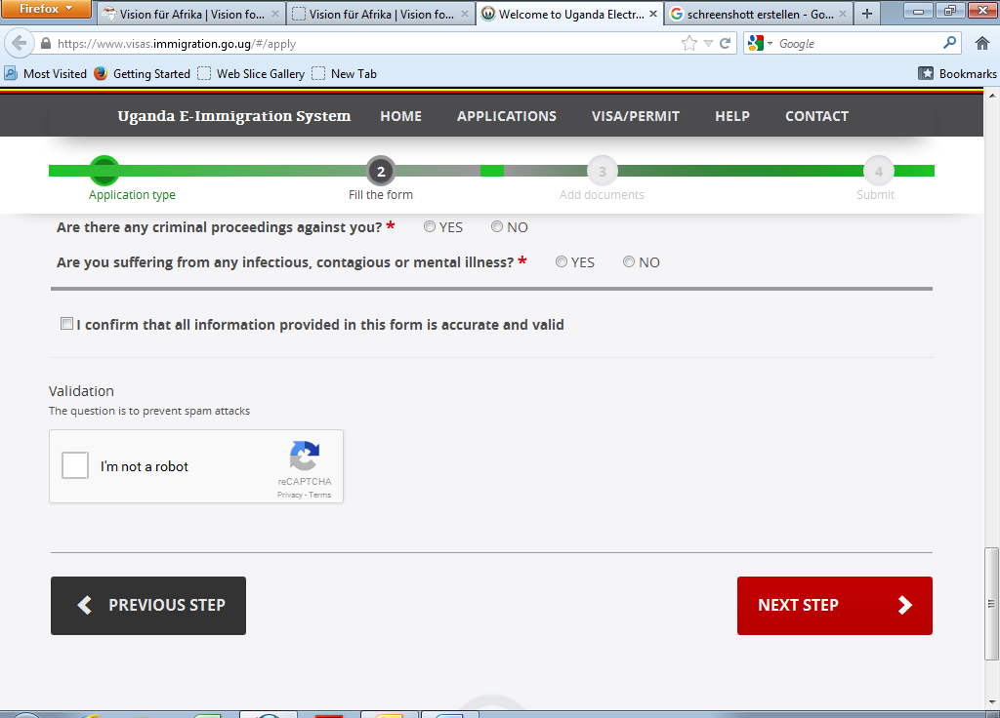 Firefox
Vision für Afrika | Vision fo...
Vision für Afrika | Vision fo...
Welcome to Uganda Electr...
schreenshott erstellen - Go...
https://www.visas.immigration.go.ug/#/apply
Google
Most Visited
Getting Started
Web Slice Gallery
New Tab
Bookmarks
Uganda E-Immigration System
HOME
APPLICATIONS
VISA/PERMIT
HELP
CONTACT
2
3
4
Application type
Fill the form
Add documents
Submit
Are there any criminal proceedings against you? * YES NO
Are you suffering from any infectious, contagious or mental illness? * YES NO
I confirm that all information provided in this form is accurate and valid
Validation
The question is to prevent spam attacks
I'm not a robot
reCAPTCHA
Privacy - Terms
PREVIOUS STEP
NEXT STEP